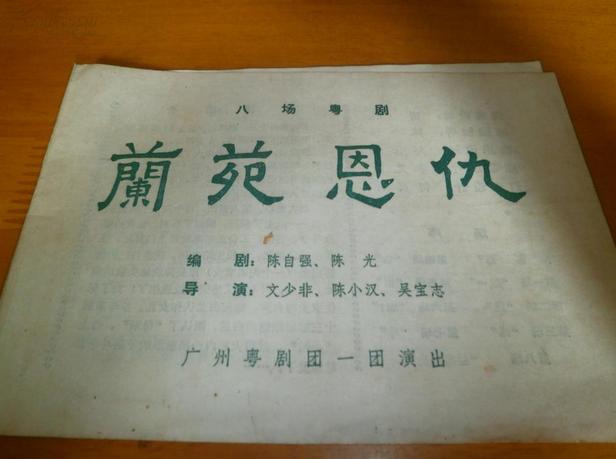 八场粤剧
蘭苑恩仇
编剧：陈自强、陈光
导演：文少非、陈小汉、吴宝志
广州粤剧团一团演出